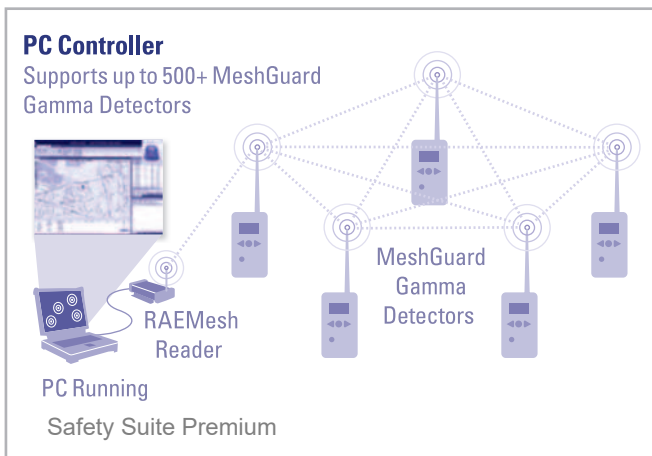 PC Controller
Supports up to 500+ MeshGuard
Gamma Detectors
MeshGuard
Gamma
Detectors
RAEMesh
Reader
PC Running
Safety Suite Premium